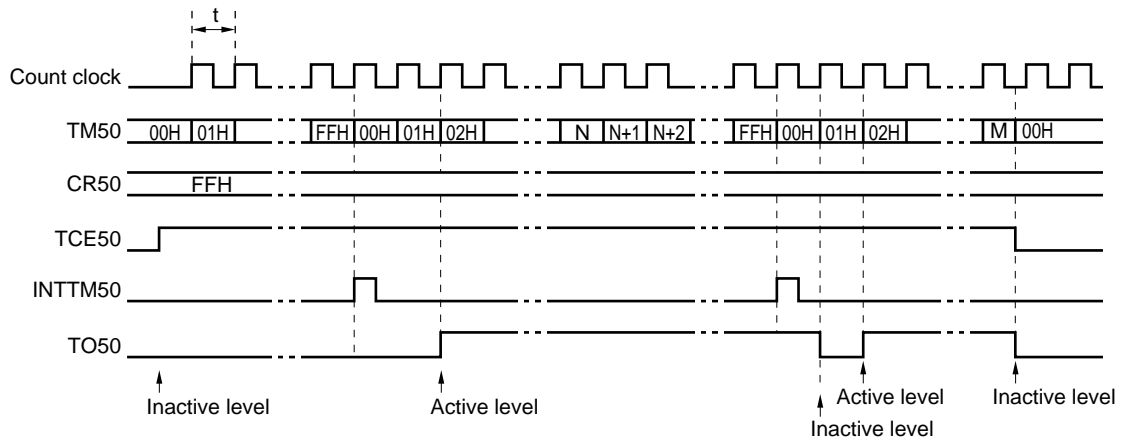 t
Count clock
TM50 00H 01H FFH 00H 01H 02H N N+1 N+2 FFH 00H 01H 02H M 00H
CR50 FFH
TCE50
INTTM50
TO50
Inactive level Active level Active level Inactive level
Inactive level